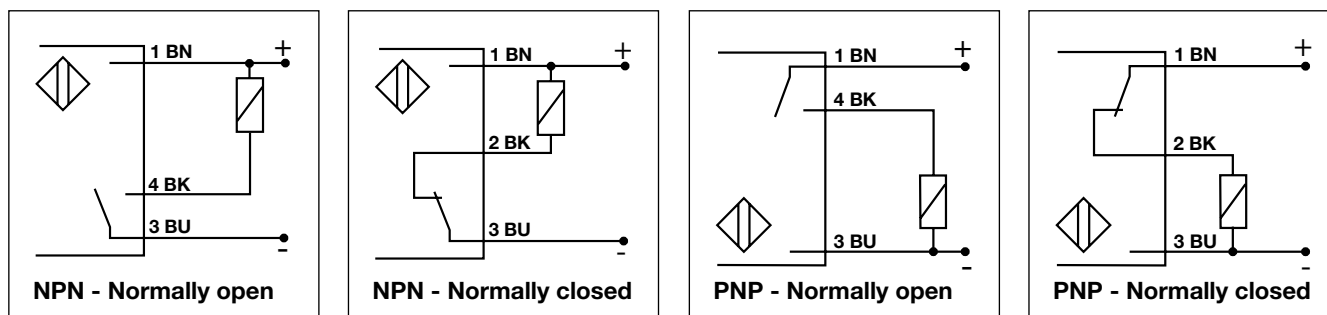 1 BN
+
4 BK
3 BU
-
NPN - Normally open
1 BN
+
2 BK
3 BU
-
NPN - Normally closed
1 BN
+
4 BK
3 BU
-
PNP - Normally open
1 BN
+
2 BK
3 BU
-
PNP - Normally closed